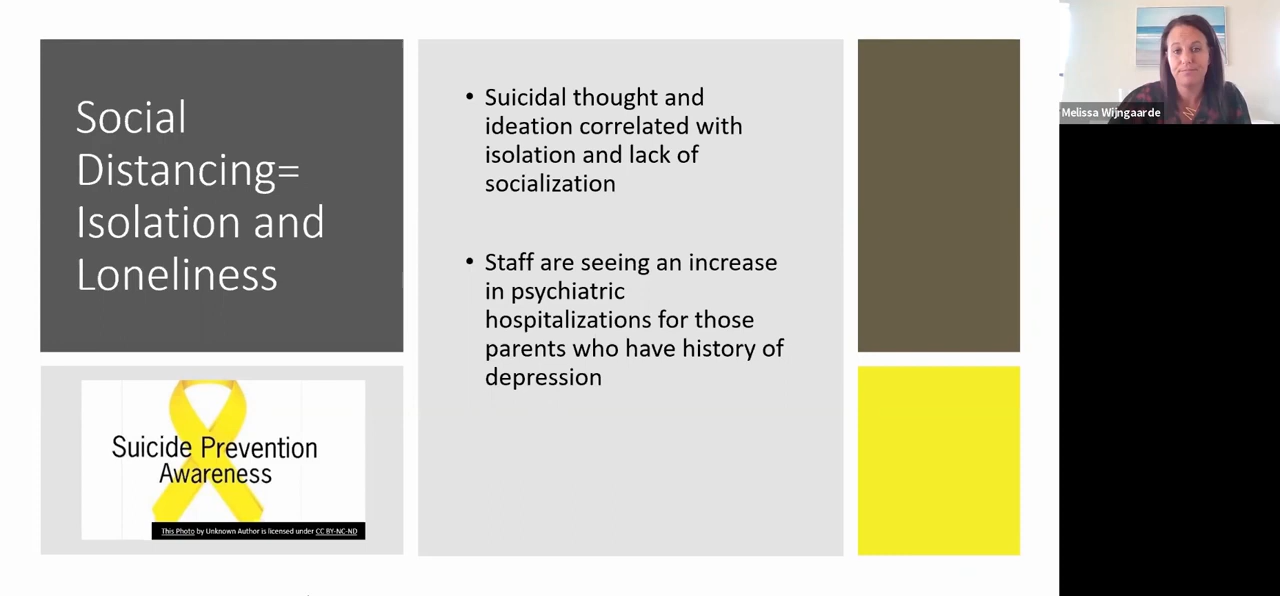 Social
Distancing=
Isolation and
Loneliness
• Suicidal thought and
ideation correlated with
isolation and lack of
socialization
• Staff are seeing an increase
in psychiatric
hospitalizations for those
parents who have history of
depression
Suicide Prevention
Awareness
This Photo by Unknown Author is licensed under CC BY-NC-ND
Melissa Wijngaarde